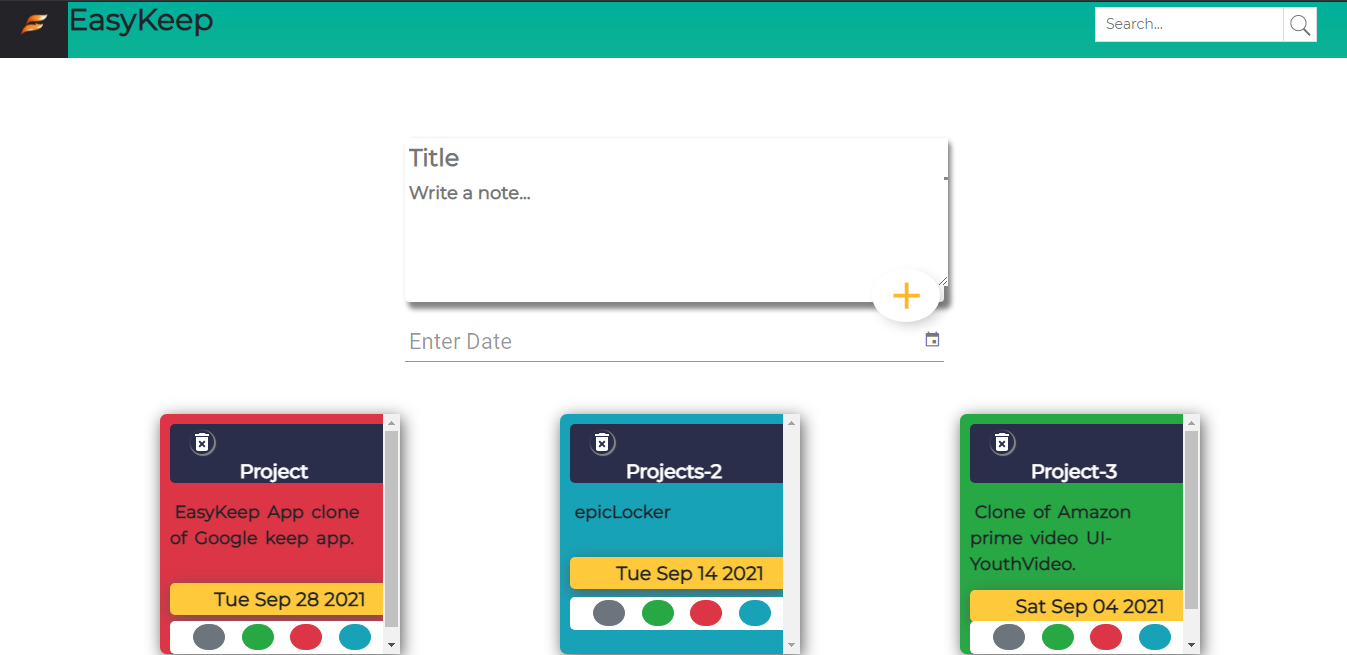 EasyKeep
Search...
Title
Write a note...
Enter Date
Project
EasyKeep App clone
of Google keep app.
Tue Sep 28 2021
Projects-2
epicLocker
Tue Sep 14 2021
Project-3
Clone of Amazon
prime video UI-
YouthVideo.
Sat Sep 04 2021